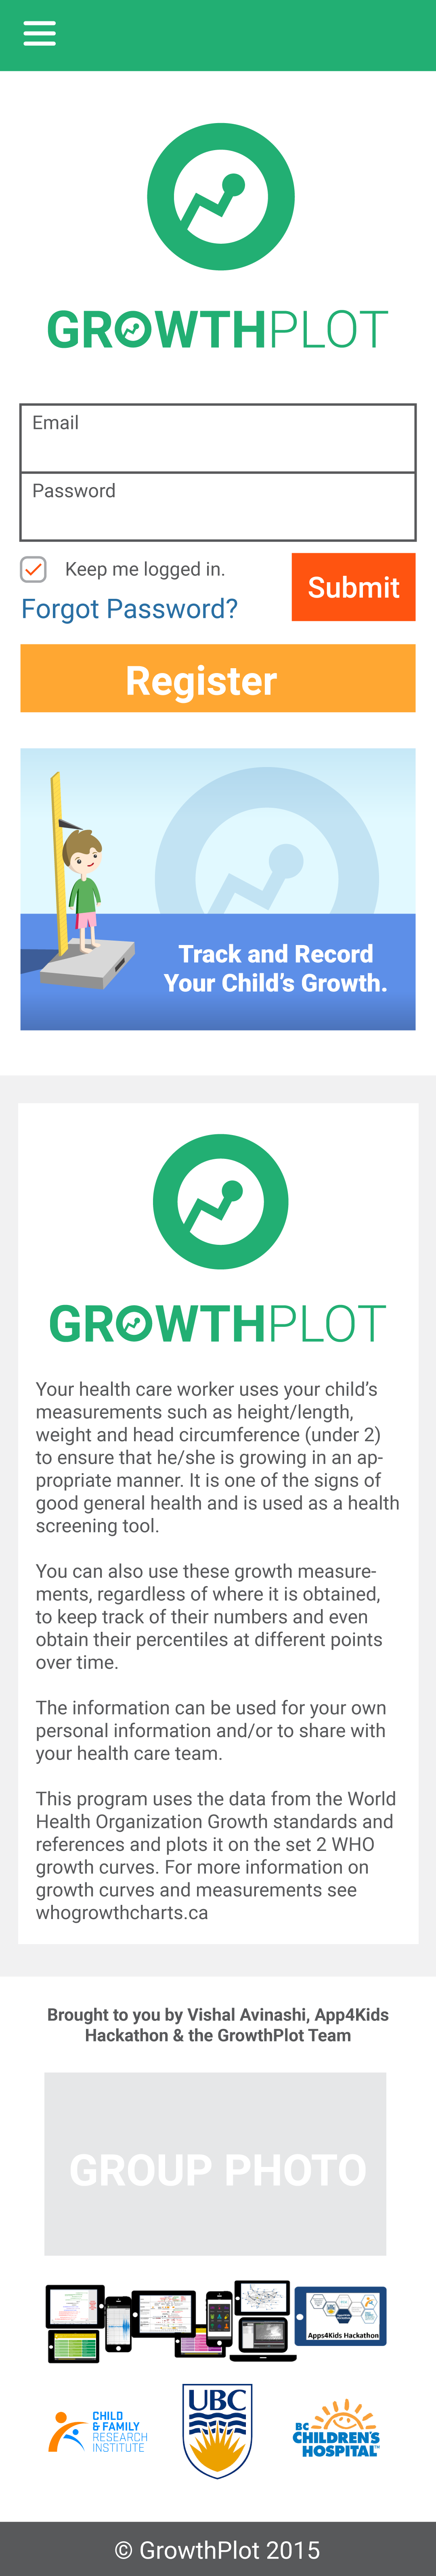 GROWTHPLOT
Email
Password
Keep me logged in.
Submit
Forgot Password?
Register
Track and Record
Your Child’s Growth.
GROWTHPLOT
Your health care worker uses your child’s
measurements such as height/length,
weight and head circumference (under 2)
to ensure that he/she is growing in an ap-
propriate manner. It is one of the signs of
good general health and is used as a health
screening tool.
You can also use these growth measure-
ments, regardless of where it is obtained,
to keep track of their numbers and even
obtain their percentiles at different points
over time.
The information can be used for your own
personal information and/or to share with
your health care team.
This program uses the data from the World
Health Organization Growth standards and
references and plots it on the set 2 WHO
growth curves. For more information on
growth curves and measurements see
whogrowthcharts.ca
Brought to you by Vishal Avinashi, App4Kids
Hackathon & the GrowthPlot Team
GROUP PHOTO
Apps4Kids Hackathon
CHILD
& FAMILY
RESEARCH
INSTITUTE
UBC
BC
CHILDREN'S
HOSPITAL™
© GrowthPlot 2015